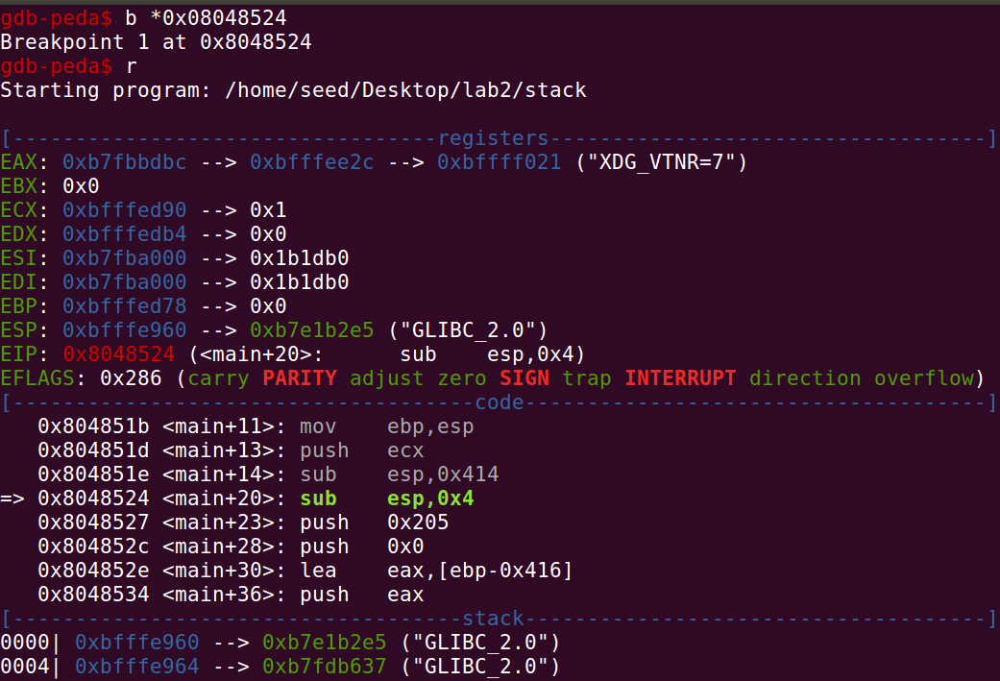 gdb-peda$ b *0x08048524
Breakpoint 1 at 0x8048524
gdb-peda$ r
Starting program: /home/seed/Desktop/lab2/stack
[----------------------------------registers-----------------------------------]
EAX: 0xb7fbbdbc --> 0xbfffee2c --> 0xbffff021 ("XDG_VTNR=7")
EBX: 0x0
ECX: 0xbfffed90 --> 0x1
EDX: 0xbfffedb4 --> 0x0
ESI: 0xb7fba000 --> 0x1b1db0
EDI: 0xb7fba000 --> 0x1b1db0
EBP: 0xbfffed78 --> 0x0
ESP: 0xbfffe960 --> 0xb7e1b2e5 ("GLIBC_2.0")
EIP: 0x8048524 (<main+20>:      sub    esp,0x4)
EFLAGS: 0x286 (carry PARITY adjust zero SIGN trap INTERRUPT direction overflow)
[-------------------------------------code-------------------------------------]
   0x804851b <main+11>: mov    ebp,esp
   0x804851d <main+13>: push   ecx
   0x804851e <main+14>: sub    esp,0x414
=> 0x8048524 <main+20>: sub    esp,0x4
   0x8048527 <main+23>: push   0x205
   0x804852c <main+28>: push   0x0
   0x804852e <main+30>: lea    eax,[ebp-0x416]
   0x8048534 <main+36>: push   eax
[------------------------------------stack-------------------------------------]
0000| 0xbfffe960 --> 0xb7e1b2e5 ("GLIBC_2.0")
0004| 0xbfffe964 --> 0xb7fdb637 ("GLIBC_2.0")